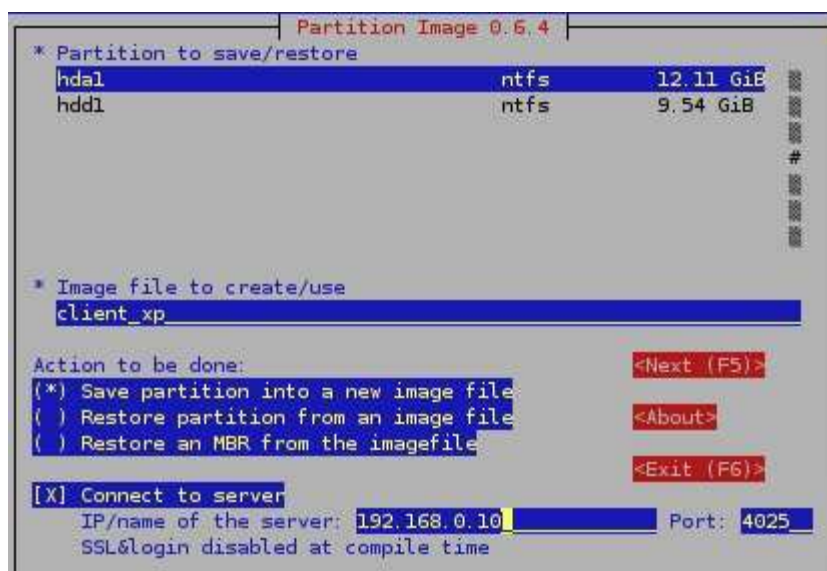 Partition Image 0.6.4
* Partition to save/restore
hda1 ntfs 12.11 GiB
hdd1 ntfs 9.54 GiB
#
* Image file to create/use
client_xp
Action to be done: <Next (F5)>
(*) Save partition into a new image file
( ) Restore partition from an image file <About>
( ) Restore an MBR from the imagefile
<Exit (F6)>
[X] Connect to server
IP/name of the server: 192.168.0.10 Port: 4025
SSL&login disabled at compile time